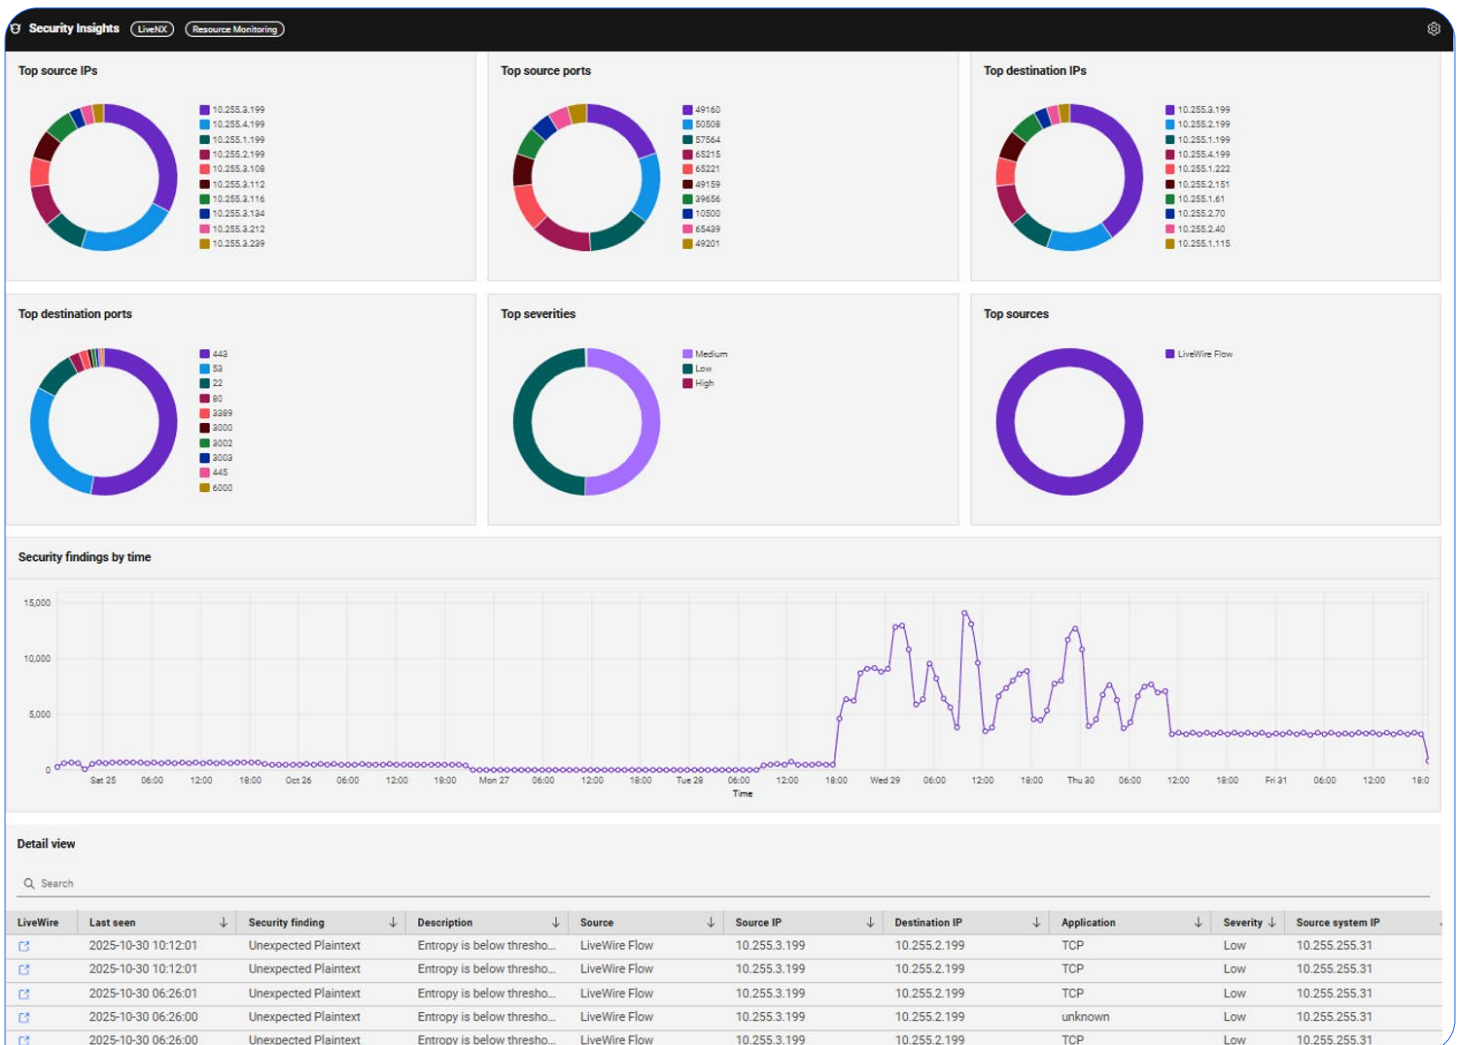 Security Insights LiveNX Resource Monitoring
Top source IPs
10.255.3.199
10.255.4.199
10.255.1.199
10.255.2.199
10.255.3.108
10.255.3.112
10.255.3.116
10.255.3.134
10.255.3.212
10.255.3.239
Top source ports
49160
50508
57564
65215
65221
49159
39656
10500
65439
49201
Top destination IPs
10.255.3.199
10.255.2.199
10.255.1.199
10.255.4.199
10.255.1.222
10.255.2.151
10.255.1.61
10.255.2.70
10.255.2.40
10.255.1.115
Top destination ports
443
53
22
80
3389
3000
3002
3003
445
6000
Top severities
Medium
Low
High
Top sources
LiveWire Flow
Security findings by time
15,000
10,000
5,000
0
Sat 25 06:00 12:00 18:00 Oct 26 06:00 12:00 18:00 Mon 27 06:00 12:00 18:00 Tue 28 06:00 12:00 18:00 Wed 29 06:00 12:00 18:00 Thu 30 06:00 12:00 18:00 Fri 31 06:00 12:00 18:0
Time
Detail view
Search
LiveWire Last seen Security finding Description Source Source IP Destination IP Application Severity Source system IP
2025-10-30 10:12:01 Unexpected Plaintext Entropy is below thresho... LiveWire Flow 10.255.3.199 10.255.2.199 TCP Low 10.255.255.31
2025-10-30 10:12:01 Unexpected Plaintext Entropy is below thresho... LiveWire Flow 10.255.3.199 10.255.2.199 TCP Low 10.255.255.31
2025-10-30 06:26:01 Unexpected Plaintext Entropy is below thresho... LiveWire Flow 10.255.3.199 10.255.2.199 TCP Low 10.255.255.31
2025-10-30 06:26:00 Unexpected Plaintext Entropy is below thresho... LiveWire Flow 10.255.3.199 10.255.2.199 unknown Low 10.255.255.31
2025-10-30 06:26:00 Unexpected Plaintext Entropy is below thresho... LiveWire Flow 10.255.3.199 10.255.2.199 TCP Low 10.255.255.31